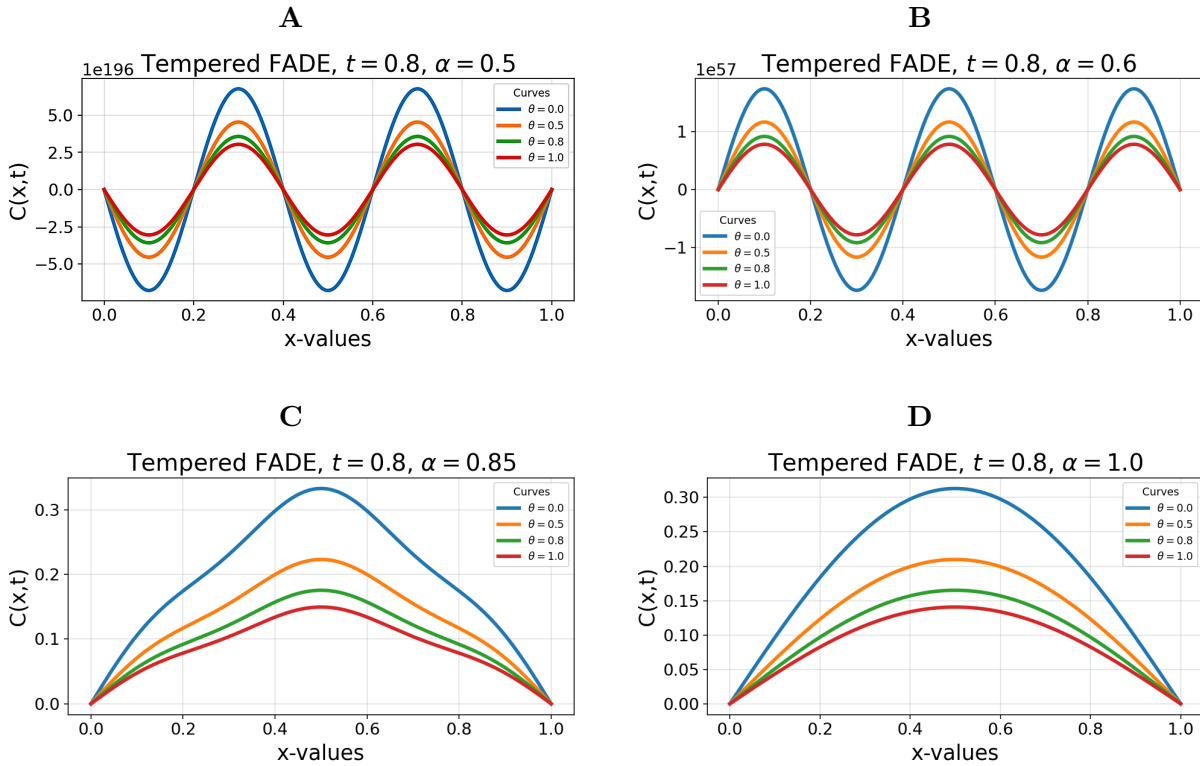 A
1e196 Tempered FADE, t = 0.8, α = 0.5
C(x,t)
5.0
2.5
0.0
−2.5
−5.0
Curves
θ = 0.0
θ = 0.5
θ = 0.8
θ = 1.0
0.0 0.2 0.4 0.6 0.8 1.0
x-values
B
1e57 Tempered FADE, t = 0.8, α = 0.6
C(x,t)
1
0
−1
Curves
θ = 0.0
θ = 0.5
θ = 0.8
θ = 1.0
0.0 0.2 0.4 0.6 0.8 1.0
x-values
C
Tempered FADE, t = 0.8, α = 0.85
C(x,t)
0.3
0.2
0.1
0.0
Curves
θ = 0.0
θ = 0.5
θ = 0.8
θ = 1.0
0.0 0.2 0.4 0.6 0.8 1.0
x-values
D
Tempered FADE, t = 0.8, α = 1.0
C(x,t)
0.30
0.25
0.20
0.15
0.10
0.05
0.00
Curves
θ = 0.0
θ = 0.5
θ = 0.8
θ = 1.0
0.0 0.2 0.4 0.6 0.8 1.0
x-values